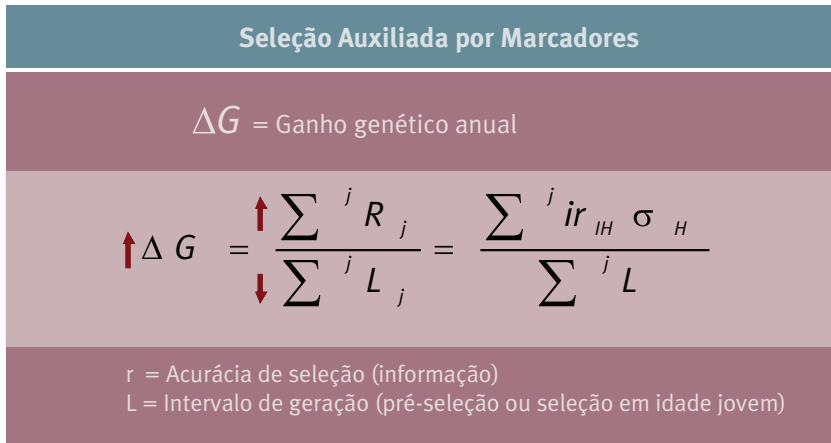 Seleção Auxiliada por Marcadores
ΔG = Ganho genético anual
↑Δ G = ↑∑ j R j / ↓∑ j L j = ∑ j ir IH σ H / ∑ j L
r = Acurácia de seleção (informação)
L = Intervalo de geração (pré-seleção ou seleção em idade jovem)